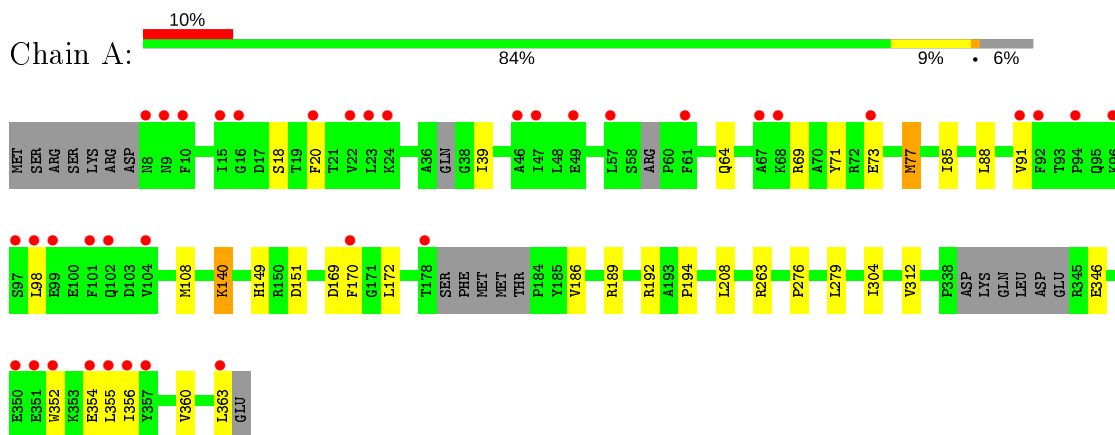 10%
Chain A:
84% 9% • 6%
MET SER ARG SER LYS ARG ASP N8 N9 F10 I15 G16 D17 S18 T19 F20 T21 V22 L23 K24 A36 GLN G38 I39 A46 I47 L48 E49 L57 S58 ARG P60 F61 Q64 A67 K68 R69 A70 Y71 R72 E73 M77 I85 L88 V91 F92 T93 P94 Q95 K96
S97 L98 E99 E100 F101 Q102 D103 V104 M108 K140 H149 R150 D151 D169 F170 G171 L172 T178 SER PHE MET MET THR P184 Y185 V186 R189 R192 A193 P194 L208 R263 P276 L279 I304 V312 P338 ASP LYS GLN LEU ASP GLU R345 E346
E350 E351 W352 K353 E354 L355 I356 Y357 V360 L363 GLU